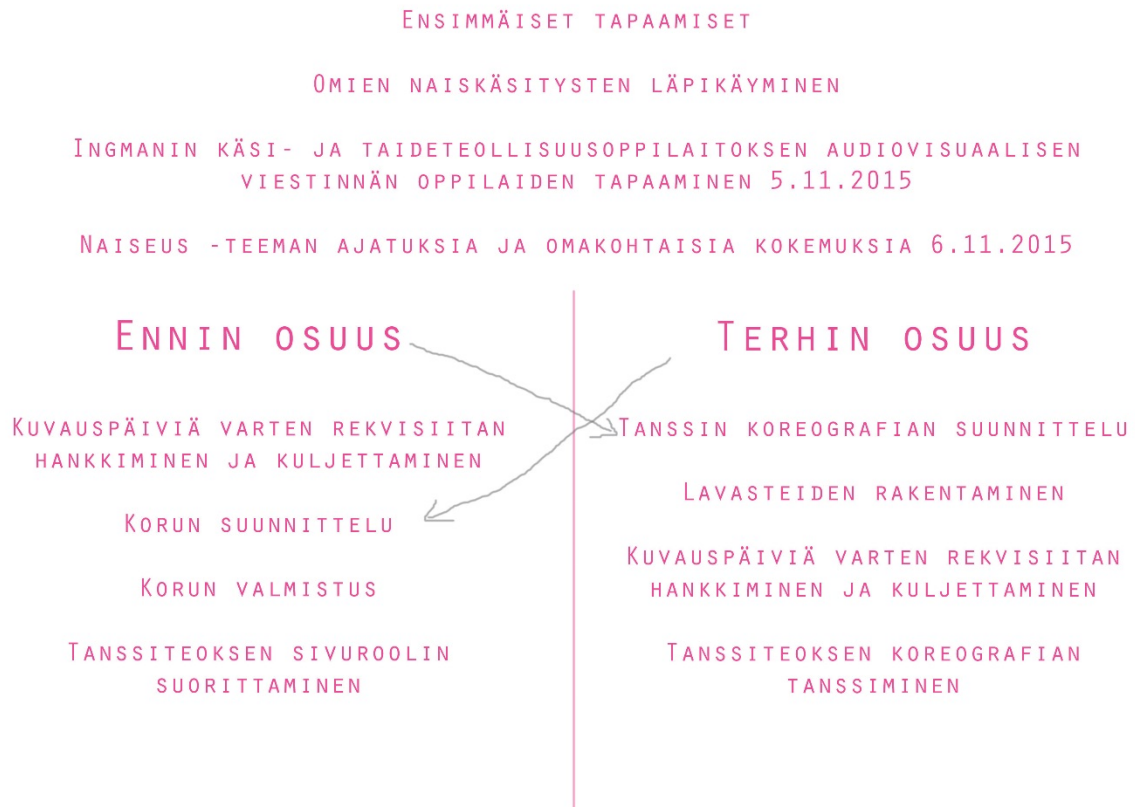 Ensimmäiset tapaamiset
Omien naiskäsitysten läpikäyminen
Ingmanin käsi- ja taideteollisuusoppilaitoksen audiovisuaalisen
viestinnän oppilaiden tapaaminen 5.11.2015
Naiseus -teeman ajatuksia ja omakohtaisia kokemuksia 6.11.2015
Ennin osuus
Kuvauspäiviä varten rekvisiitan
hankkiminen ja kuljettaminen
Korun suunnittelu
Korun valmistus
Tanssiteoksen sivuroolin
suorittaminen
Terhin osuus
Tanssin koreografian suunnittelu
Lavasteiden rakentaminen
Kuvauspäiviä varten rekvisiitan
hankkiminen ja kuljettaminen
Tanssiteoksen koreografian
tanssiminen